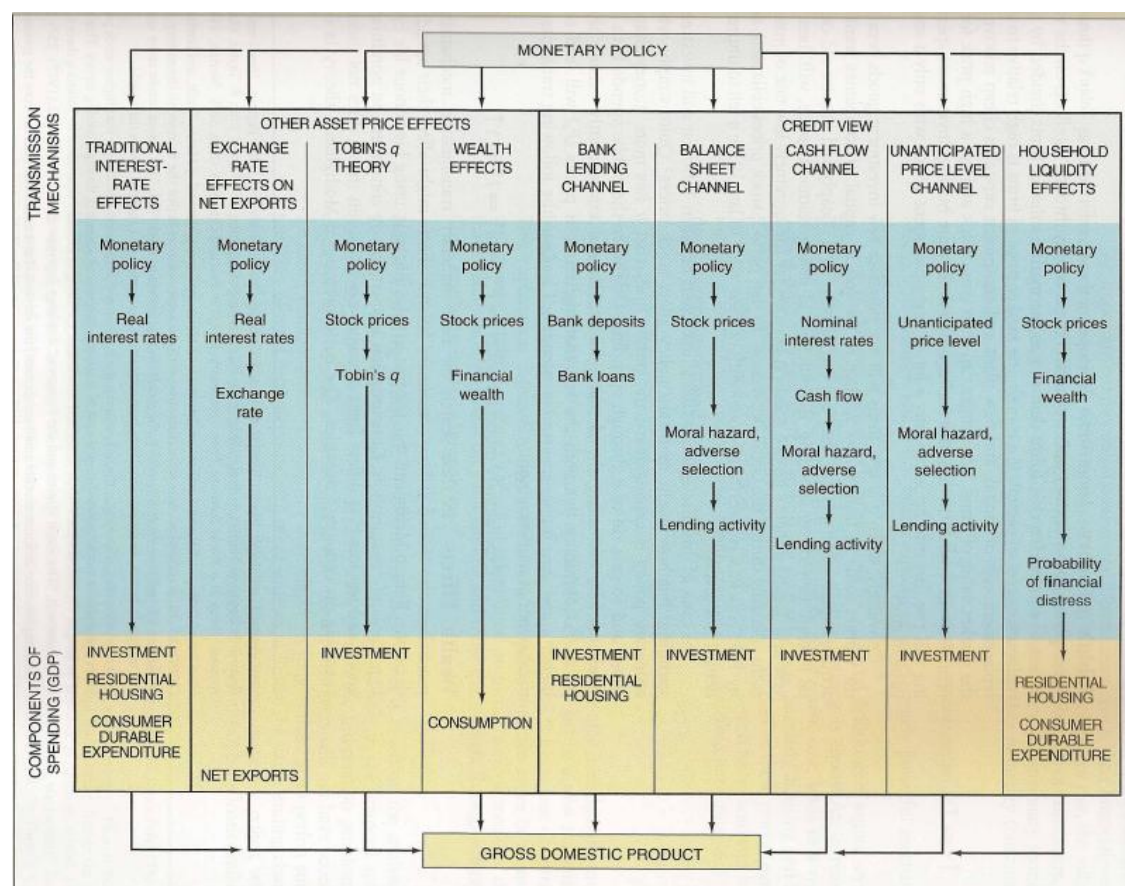 MONETARY POLICY
TRANSMISSION
MECHANISMS
OTHER ASSET PRICE EFFECTS
CREDIT VIEW
TRADITIONAL
INTEREST-
RATE
EFFECTS
EXCHANGE
RATE
EFFECTS ON
NET EXPORTS
TOBIN'S q
THEORY
WEALTH
EFFECTS
BANK
LENDING
CHANNEL
BALANCE
SHEET
CHANNEL
CASH FLOW
CHANNEL
UNANTICIPATED
PRICE LEVEL
CHANNEL
HOUSEHOLD
LIQUIDITY
EFFECTS
Monetary
policy
Real
interest rates
Monetary
policy
Real
interest rates
Exchange
rate
Monetary
policy
Stock prices
Tobin's q
Monetary
policy
Stock prices
Financial
wealth
Monetary
policy
Bank deposits
Bank loans
Monetary
policy
Stock prices
Moral hazard,
adverse
selection
Lending activity
Monetary
policy
Nominal
interest rates
Cash flow
Moral hazard,
adverse
selection
Lending activity
Monetary
policy
Unanticipated
price level
Moral hazard,
adverse
selection
Lending activity
Monetary
policy
Stock prices
Financial
wealth
Probability
of financial
distress
COMPONENTS OF
SPENDING (GDP)
INVESTMENT
RESIDENTIAL
HOUSING
CONSUMER
DURABLE
EXPENDITURE
NET EXPORTS
INVESTMENT
CONSUMPTION
INVESTMENT
RESIDENTIAL
HOUSING
INVESTMENT
INVESTMENT
INVESTMENT
RESIDENTIAL
HOUSING
CONSUMER
DURABLE
EXPENDITURE
GROSS DOMESTIC PRODUCT